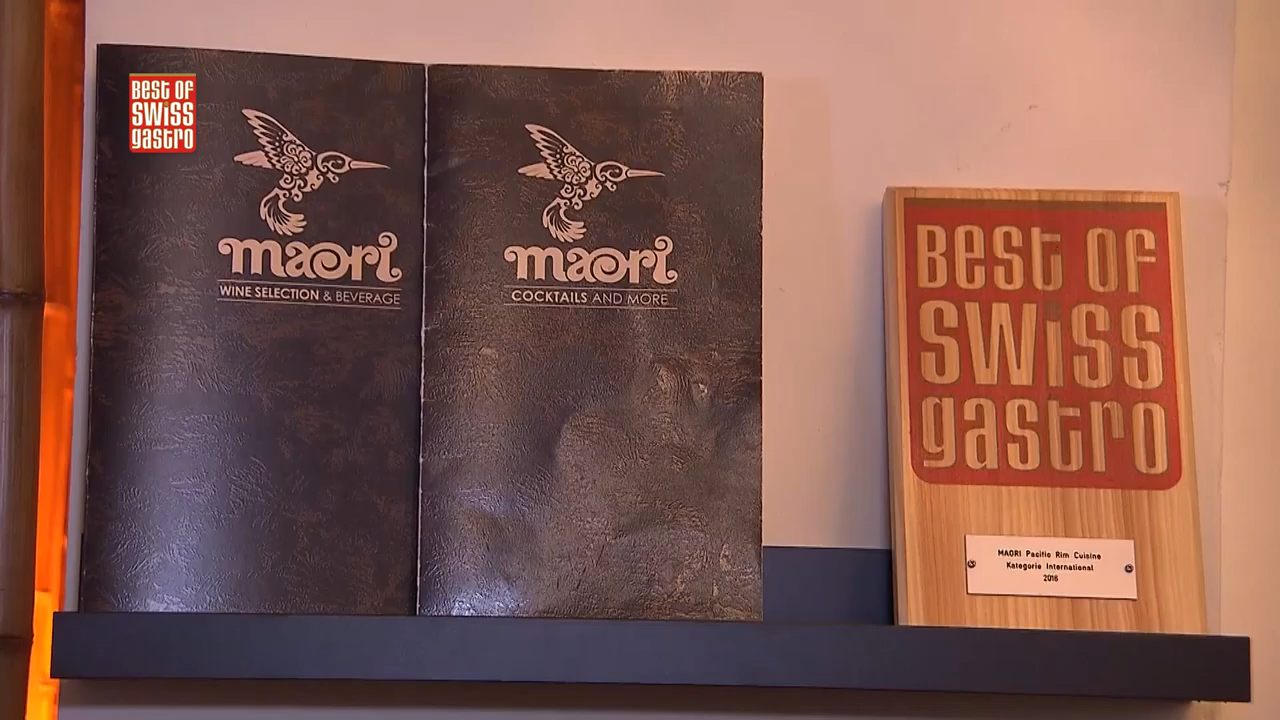 BEST OF
SWISS
gastro
maori
WINE SELECTION & BEVERAGE
maori
COCKTAILS AND MORE
BEST OF
SWISS
gastro
MAORI Pacific Rim Cuisine
Kategorie International
2016